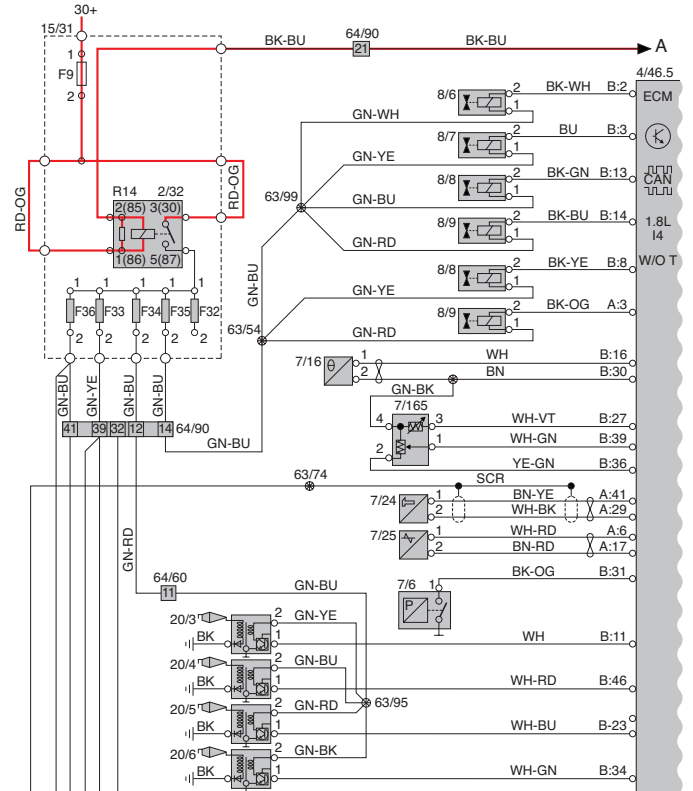 30+
15/31
BK-BU
64/90
21
BK-BU
A
1
F9
2
4/46.5
8/6
2
BK-WH
B:2
ECM
1
GN-WH
8/7
2
BU
B:3
1
GN-YE
RD-OG
RD-OG
R14
2/32
2(85)
3(30)
1(86)
5(87)
63/99
8/8
2
BK-GN
B:13
CAN
1
GN-BU
8/9
2
BK-BU
B:14
1.8L
I4
1
GN-RD
W/O T
GN-BU
8/8
2
BK-YE
B:8
1
GN-YE
1
1
1
1
1
F36
F33
F34
F35
F32
2
2
2
2
2
8/9
2
BK-OG
A:3
1
63/54
GN-RD
7/16
θ
1
WH
B:16
2
BN
B:30
GN-BK
GN-BU
GN-YE
GN-BU
GN-BU
7/165
4
3
WH-VT
B:27
41
39
32
12
14
64/90
1
WH-GN
B:39
GN-BU
2
YE-GN
B:36
63/74
SCR
7/24
1
BN-YE
A:41
2
WH-BK
A:29
7/25
1
WH-RD
A:6
2
BN-RD
A:17
GN-RD
7/6
1
BK-OG
B:31
P
64/60
11
GN-BU
20/3
2
GN-YE
BK
1
WH
B:11
20/4
2
GN-BU
BK
1
WH-RD
B:46
63/95
20/5
2
GN-RD
BK
1
WH-BU
B-23
20/6
2
GN-BK
BK
1
WH-GN
B:34